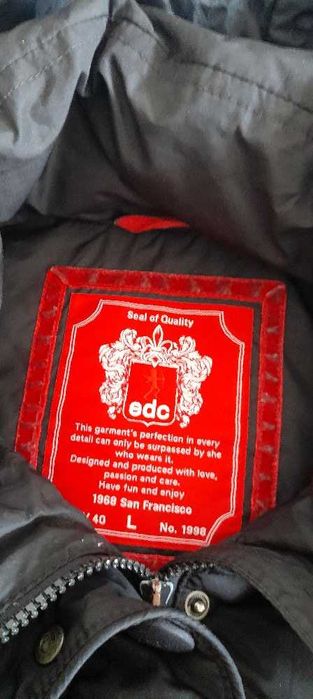 Seal of Quality
edc
This garment's perfection in every
detail can only be surpassed by she
who wears it.
Designed and produced with love,
passion and care.
Have fun and enjoy
1968 San Francisco
/ 40 L No. 1998